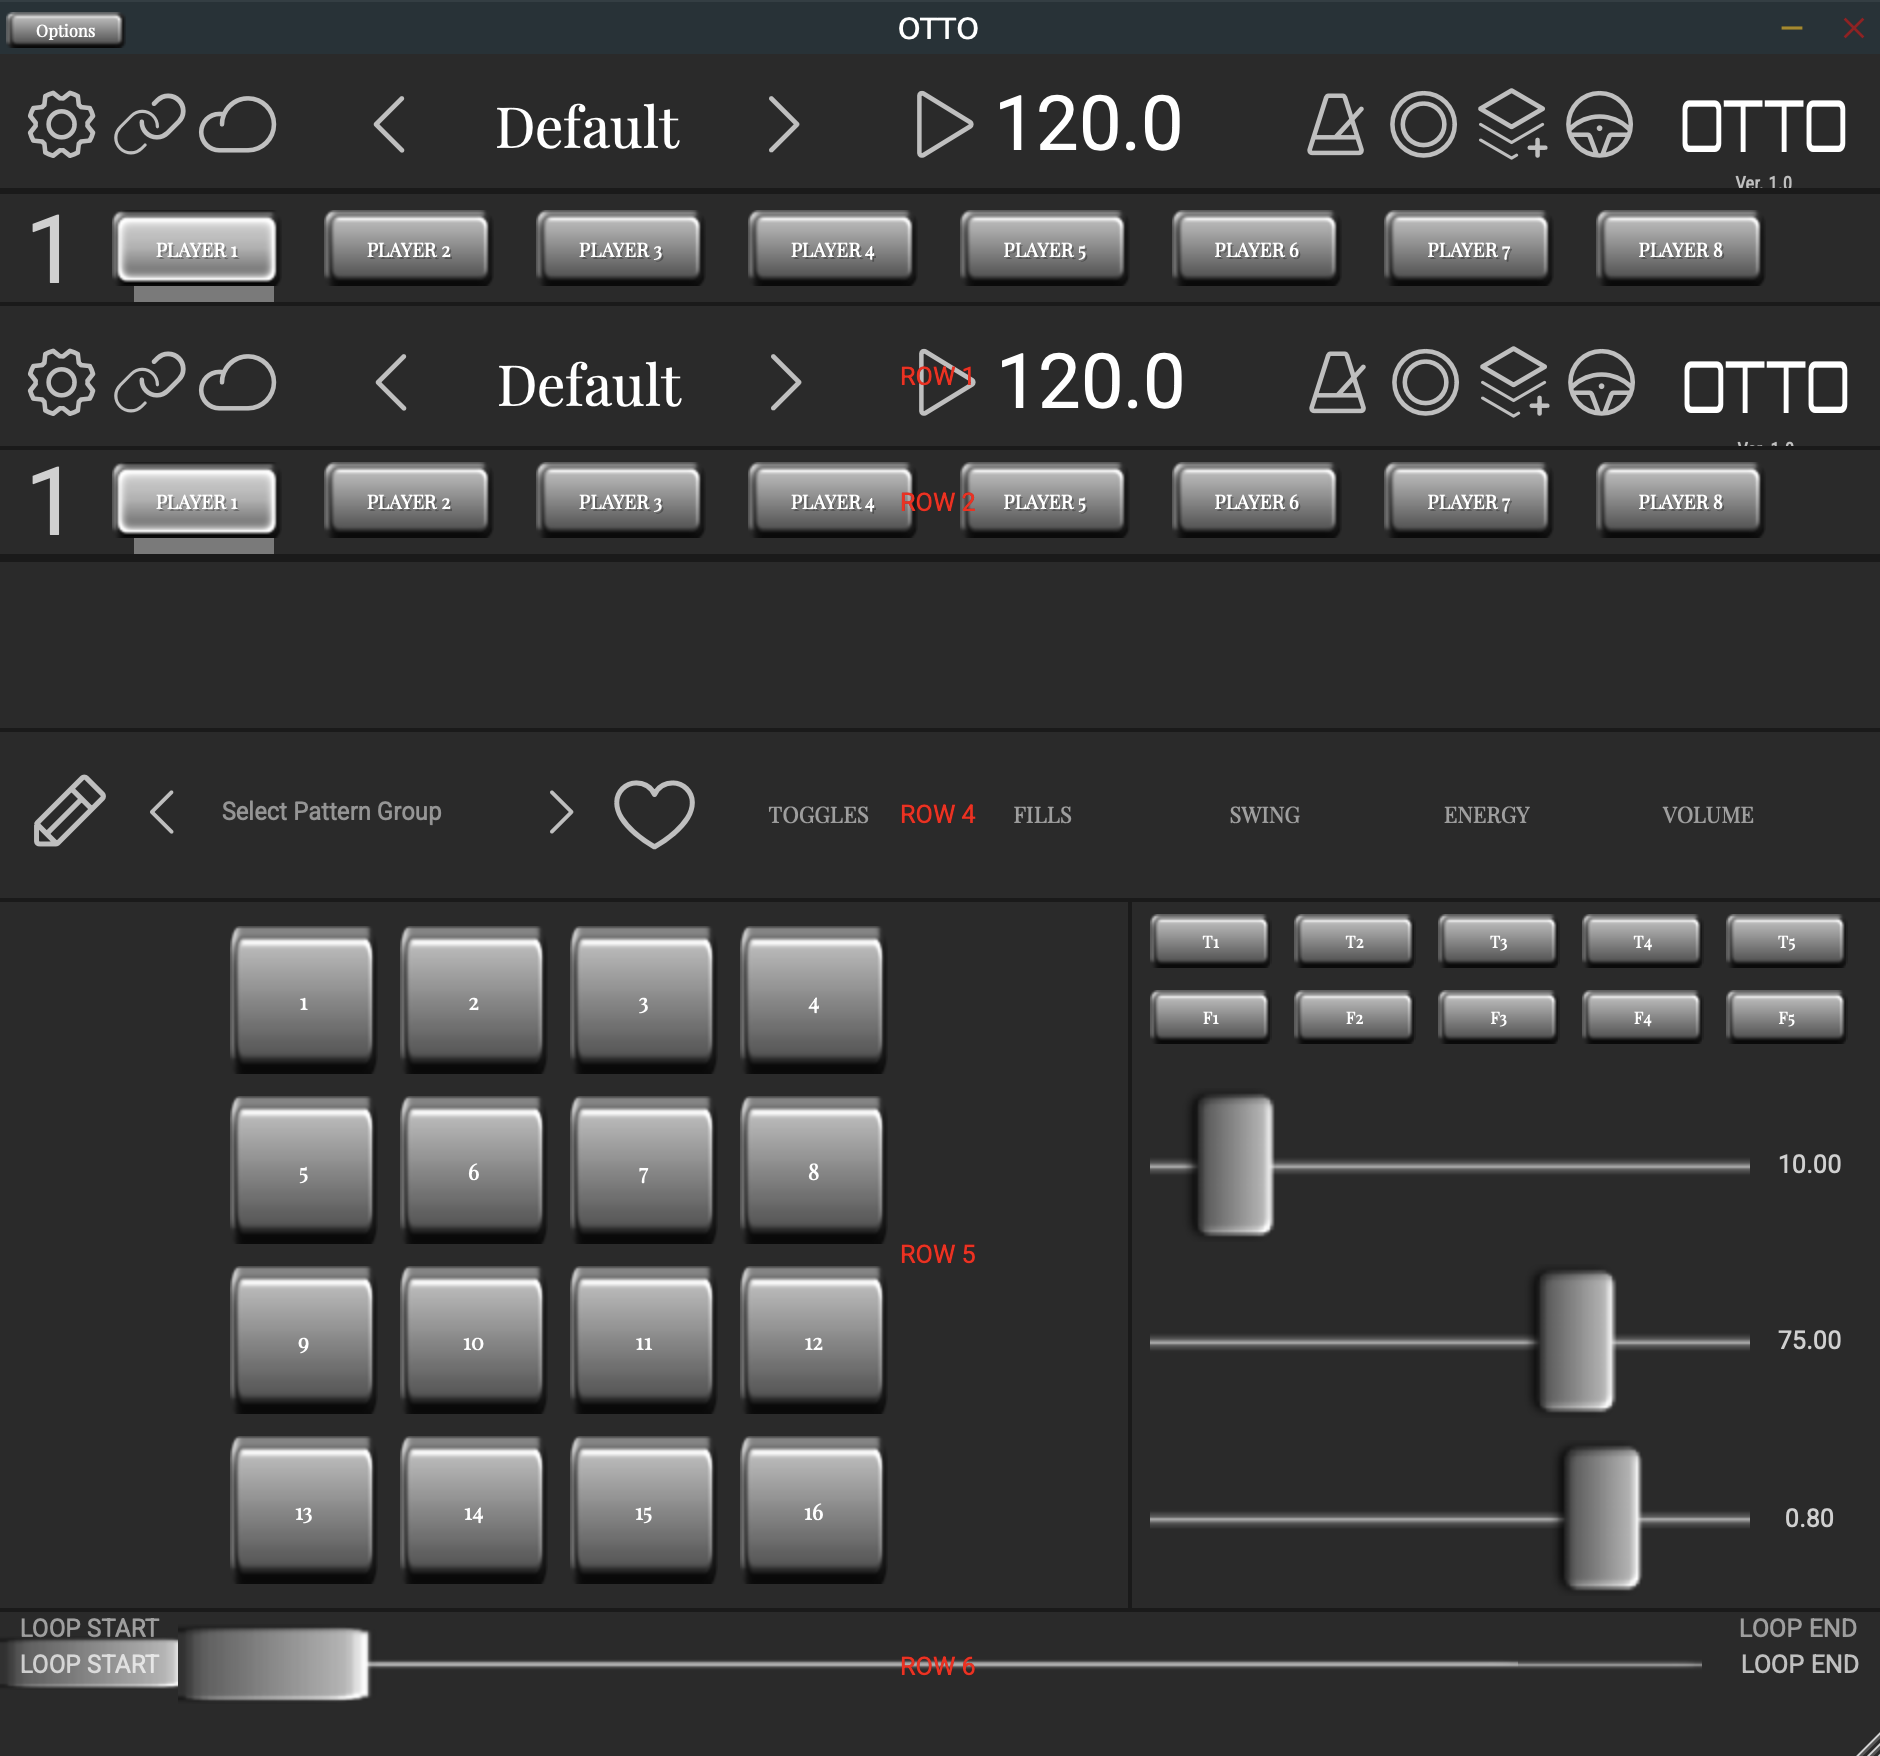 Options
OTTO
Default
120.0
OTTO
Ver. 1.0
1
PLAYER 1
PLAYER 2
PLAYER 3
PLAYER 4
PLAYER 5
PLAYER 6
PLAYER 7
PLAYER 8
Default
ROW 1
120.0
OTTO
Ver. 1.0
1
PLAYER 1
PLAYER 2
PLAYER 3
PLAYER 4
ROW 2
PLAYER 5
PLAYER 6
PLAYER 7
PLAYER 8
Select Pattern Group
TOGGLES
ROW 4
FILLS
SWING
ENERGY
VOLUME
T1
T2
T3
T4
T5
F1
F2
F3
F4
F5
1
2
3
4
5
6
7
8
10.00
ROW 5
9
10
11
12
75.00
13
14
15
16
0.80
LOOP START
LOOP END
LOOP START
ROW 6
LOOP END